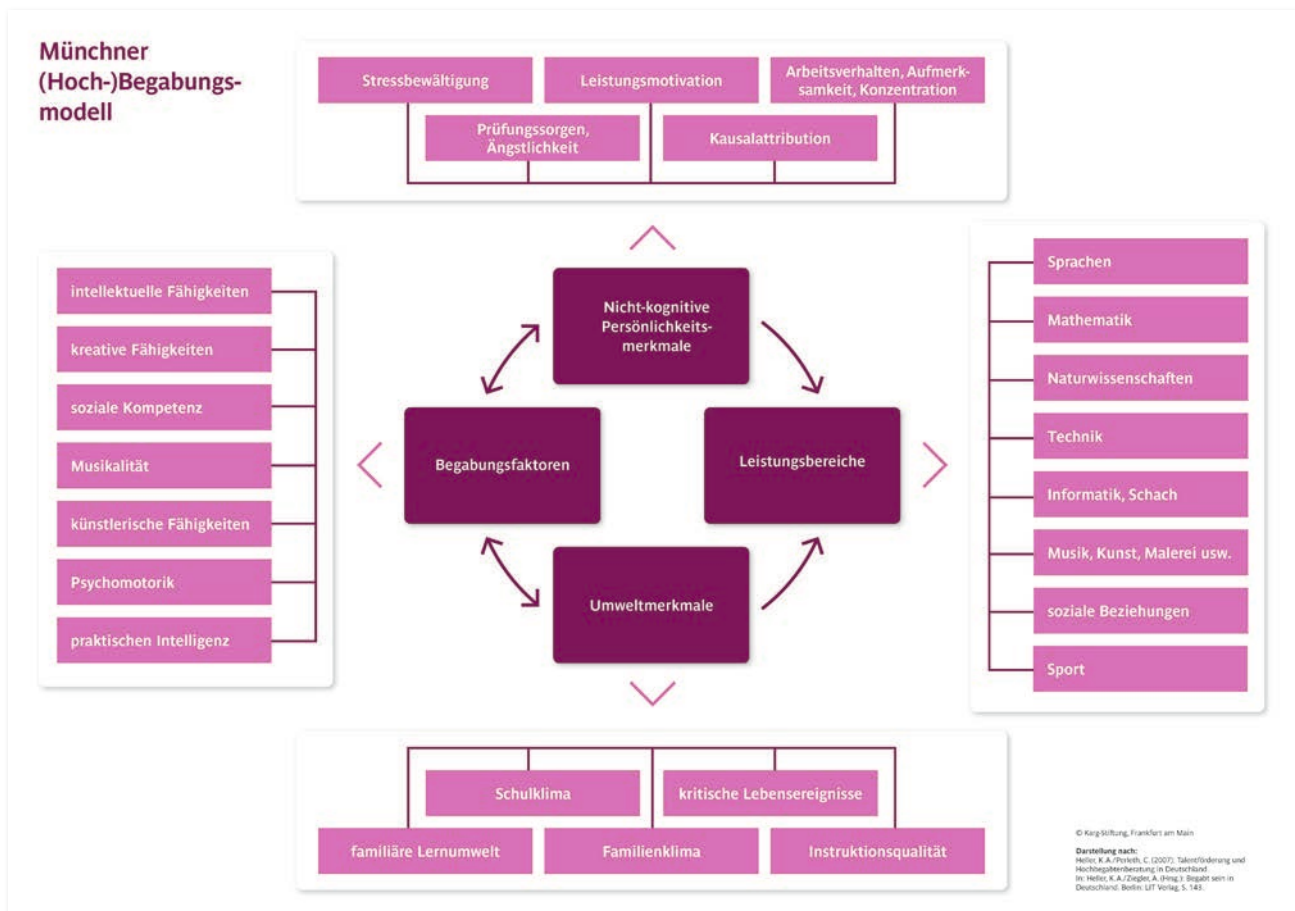 Münchner
(Hoch-)Begabungs-
modell
Stressbewältigung
Leistungsmotivation
Arbeitsverhalten, Aufmerk-
samkeit, Konzentration
Prüfungssorgen,
Ängstlichkeit
Kausalattribution
intellektuelle Fähigkeiten
kreative Fähigkeiten
soziale Kompetenz
Musikalität
künstlerische Fähigkeiten
Psychomotorik
praktischen Intelligenz
Nicht-kognitive
Persönlichkeits-
merkmale
Begabungsfaktoren
Leistungsbereiche
Umweltmerkmale
Sprachen
Mathematik
Naturwissenschaften
Technik
Informatik, Schach
Musik, Kunst, Malerei usw.
soziale Beziehungen
Sport
Schulklima
kritische Lebensereignisse
familiäre Lernumwelt
Familienklima
Instruktionsqualität
© Karg-Stiftung, Frankfurt am Main
Darstellung nach:
Heller, K.A./Perleth, C. (2007): Talentförderung und
Hochbegabtenberatung in Deutschland.
In: Heller, K.A./Ziegler, A. (Hrsg.): Begabt sein in
Deutschland. Berlin: LIT Verlag, S. 143.